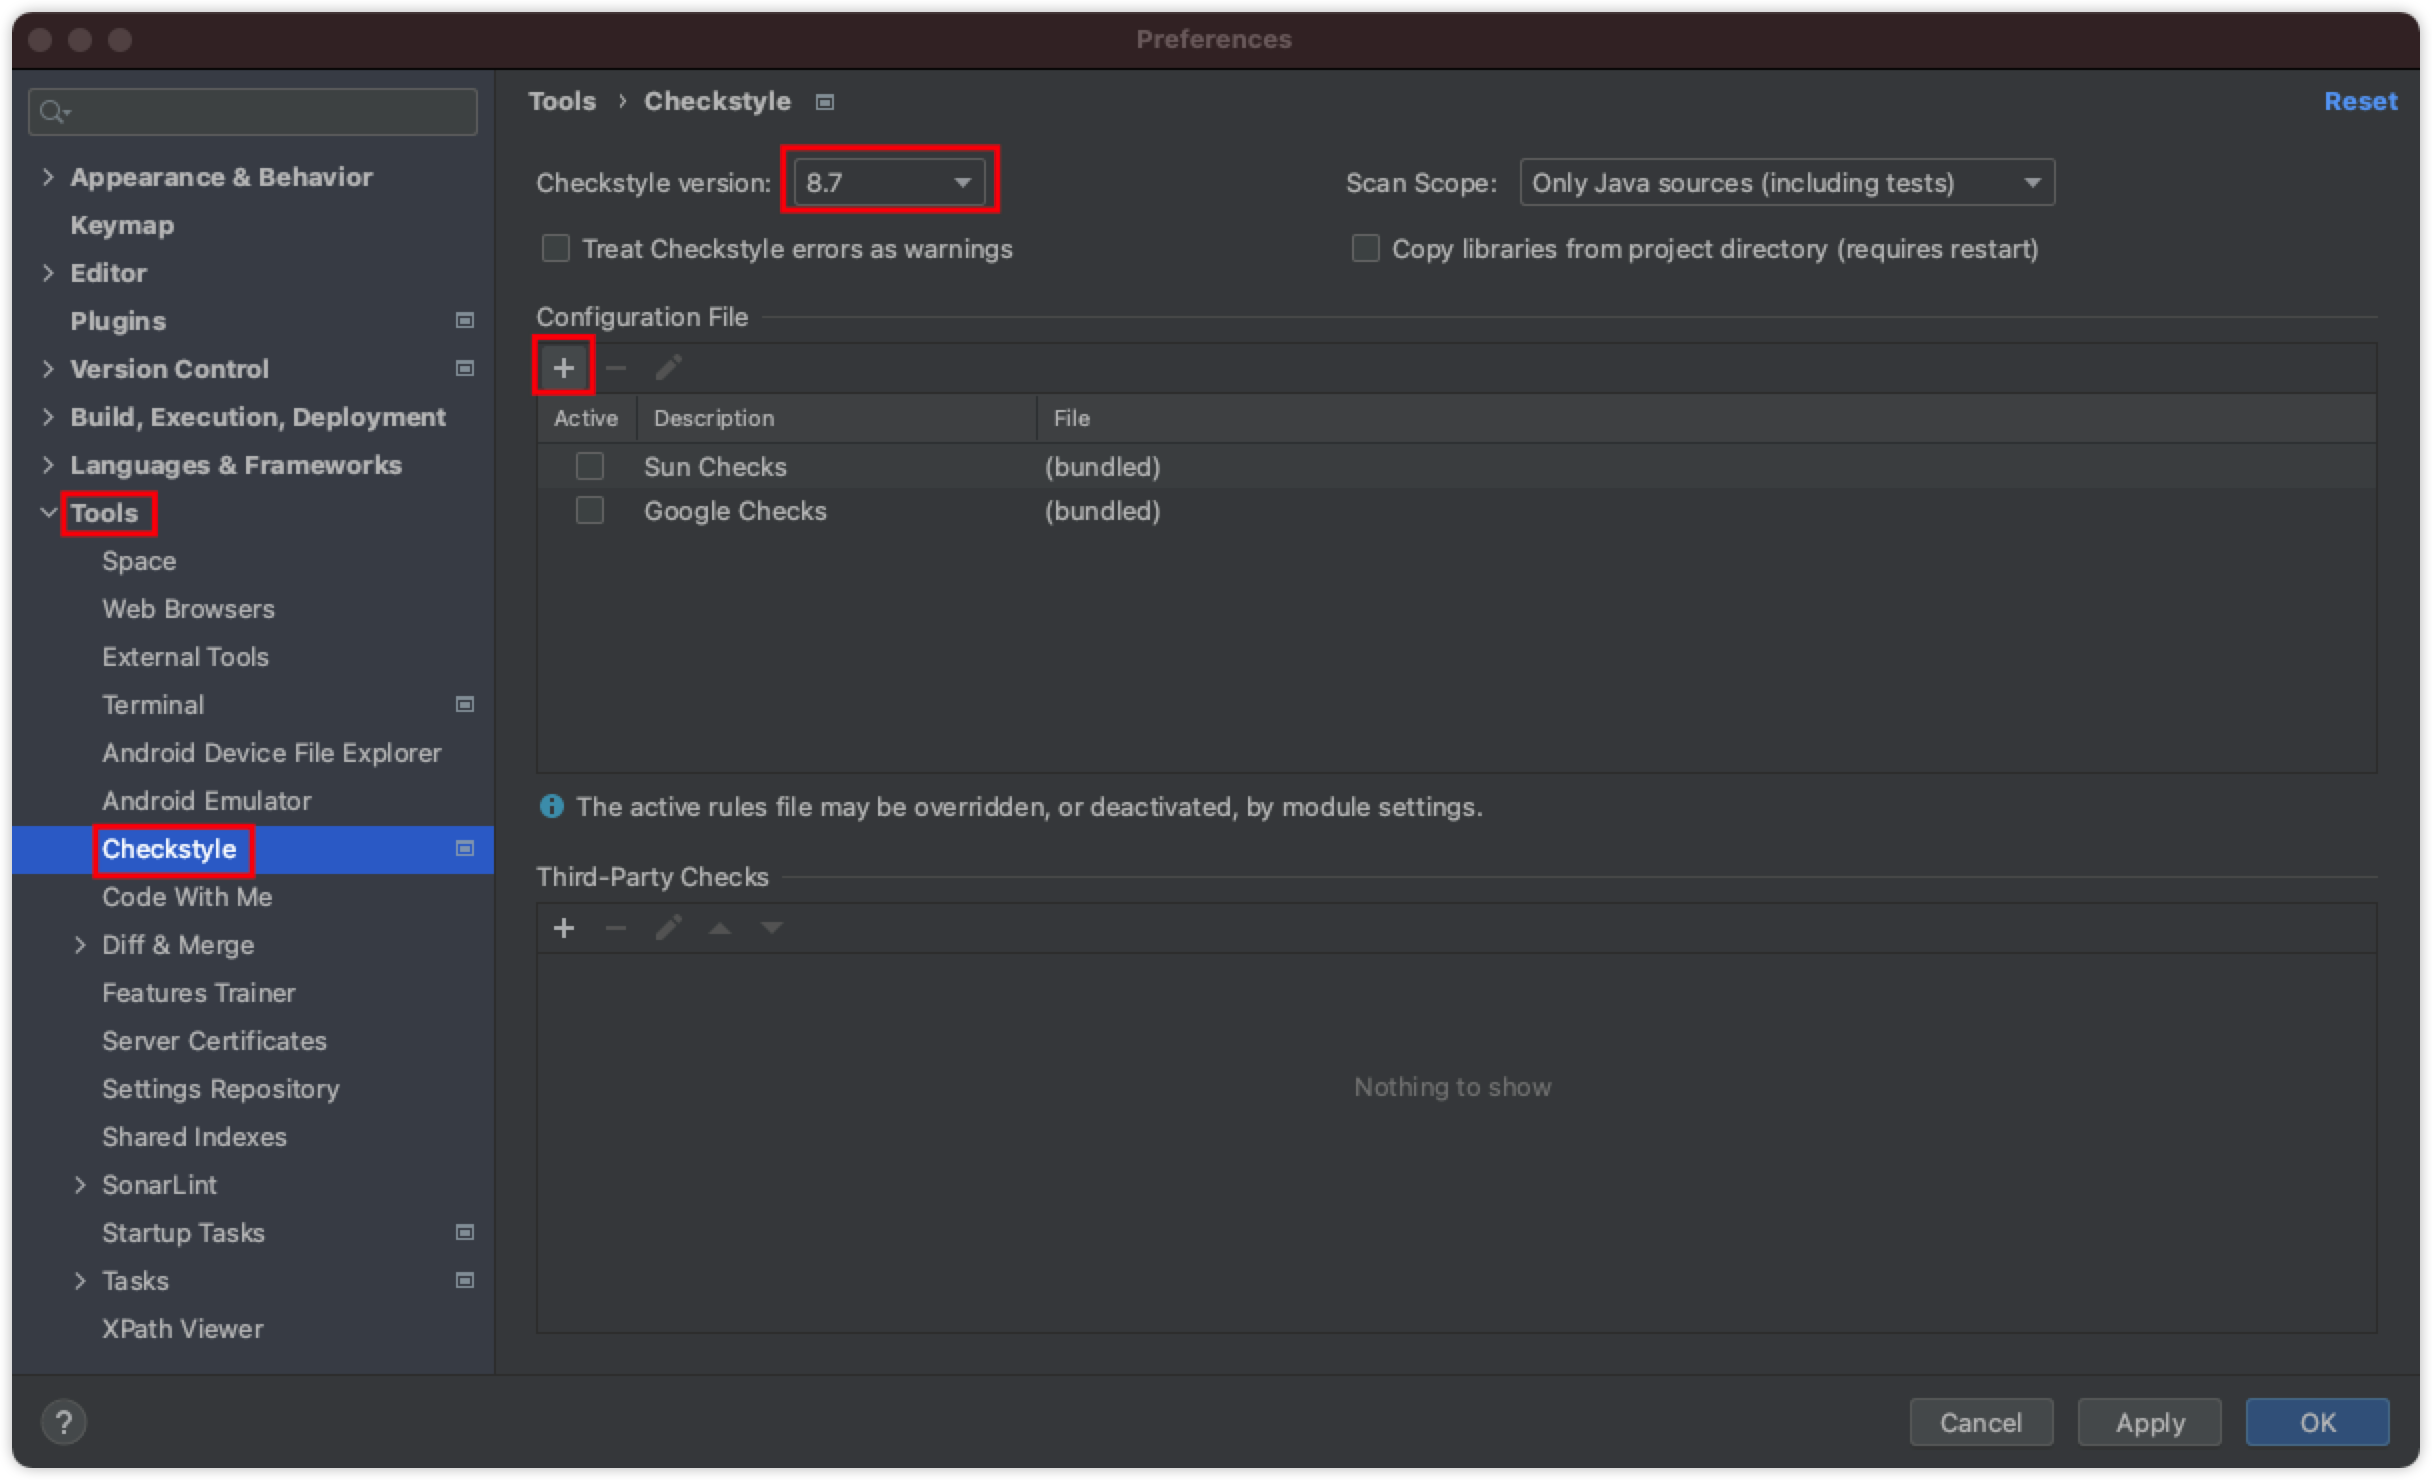 Preferences
Appearance & Behavior
Keymap
Editor
Plugins
Version Control
Build, Execution, Deployment
Languages & Frameworks
Tools
Space
Web Browsers
External Tools
Terminal
Android Device File Explorer
Android Emulator
Checkstyle
Code With Me
Diff & Merge
Features Trainer
Server Certificates
Settings Repository
Shared Indexes
SonarLint
Startup Tasks
Tasks
XPath Viewer
Tools › Checkstyle
Reset
Checkstyle version: 8.7
Scan Scope: Only Java sources (including tests)
Treat Checkstyle errors as warnings
Copy libraries from project directory (requires restart)
Configuration File
Active Description File
Sun Checks (bundled)
Google Checks (bundled)
The active rules file may be overridden, or deactivated, by module settings.
Third-Party Checks
Nothing to show
?
Cancel
Apply
OK